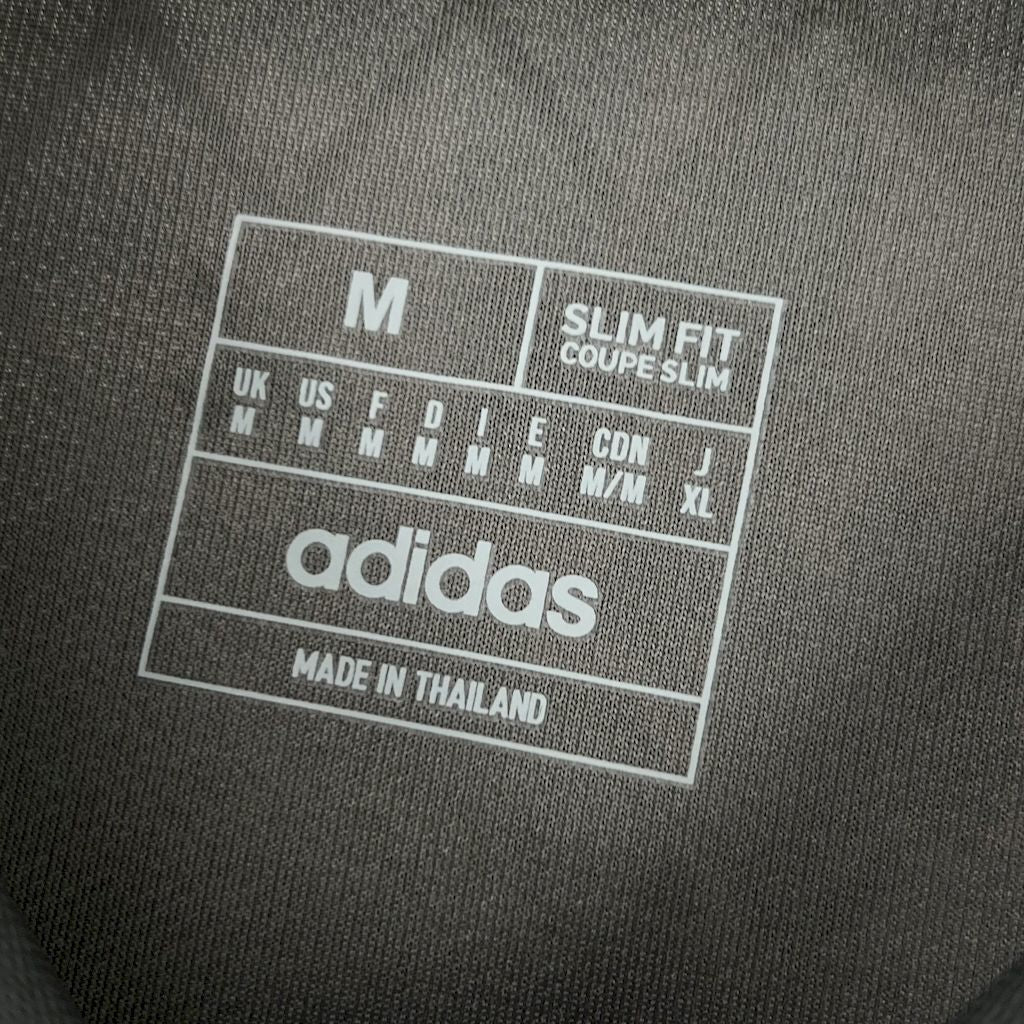 M
SLIM FIT
COUPE SLIM
UK US F D I E CDN J
M M M M M M M/M XL
adidas
MADE IN THAILAND